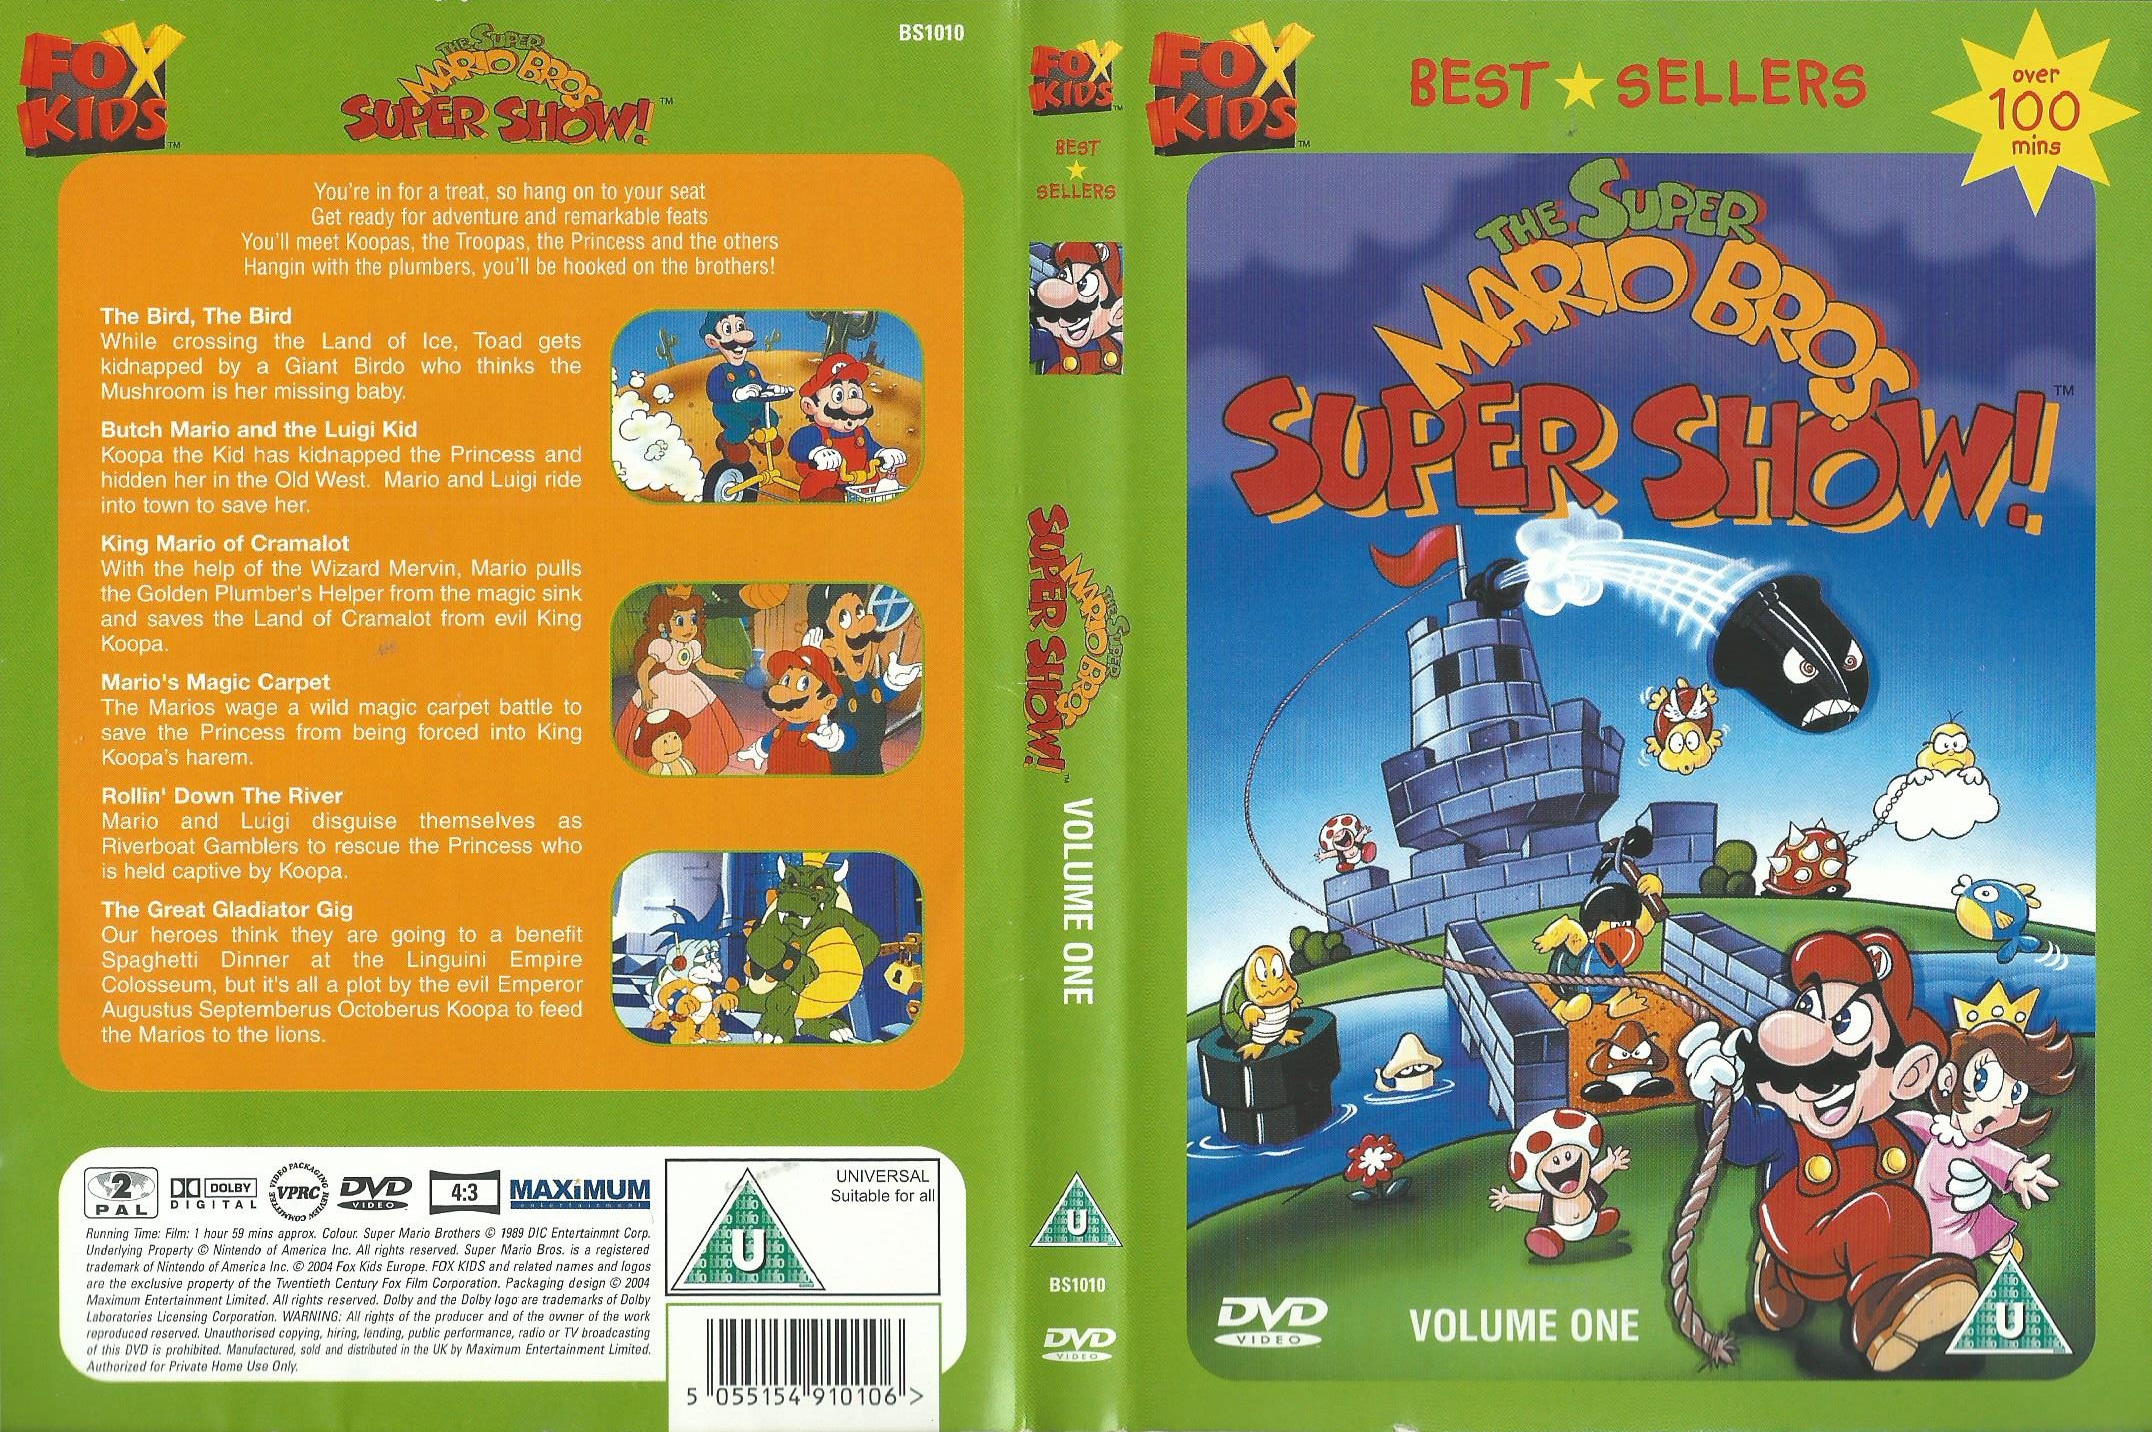 FOX
KIDS
TM
THE SUPER
MARIO BROS
SUPER SHOW!
TM
BS1010
You're in for a treat, so hang on to your seat
Get ready for adventure and remarkable feats
You'll meet Koopas, the Troopas, the Princess and the others
Hangin with the plumbers, you'll be hooked on the brothers!
The Bird, The Bird
While crossing the Land of Ice, Toad gets
kidnapped by a Giant Birdo who thinks the
Mushroom is her missing baby.
Butch Mario and the Luigi Kid
Koopa the Kid has kidnapped the Princess and
hidden her in the Old West. Mario and Luigi ride
into town to save her.
King Mario of Cramalot
With the help of the Wizard Mervin, Mario pulls
the Golden Plumber's Helper from the magic sink
and saves the Land of Cramalot from evil King
Koopa.
Mario's Magic Carpet
The Marios wage a wild magic carpet battle to
save the Princess from being forced into King
Koopa's harem.
Rollin' Down The River
Mario and Luigi disguise themselves as
Riverboat Gamblers to rescue the Princess who
is held captive by Koopa.
The Great Gladiator Gig
Our heroes think they are going to a benefit
Spaghetti Dinner at the Linguini Empire
Colosseum, but it's all a plot by the evil Emperor
Augustus Septemberus Octoberus Koopa to feed
the Marios to the lions.
2
PAL
DOLBY
DIGITAL
VIDEO PACKAGING REVIEW COMMITTEE
VPRC
DVD
VIDEO
4:3
MAXiMUM
entertainment
Running Time: Film: 1 hour 59 mins approx. Colour. Super Mario Brothers © 1989 DIC Entertainmnt Corp.
Underlying Property © Nintendo of America Inc. All rights reserved. Super Mario Bros. is a registered
trademark of Nintendo of America Inc. © 2004 Fox Kids Europe. FOX KIDS and related names and logos
are the exclusive property of the Twentieth Century Fox Film Corporation. Packaging design © 2004
Maximum Entertainment Limited. All rights reserved. Dolby and the Dolby logo are trademarks of Dolby
Laboratories Licensing Corporation. WARNING: All rights of the producer and of the owner of the work
reproduced reserved. Unauthorised copying, hiring, lending, public performance, radio or TV broadcasting
of this DVD is prohibited. Manufactured, sold and distributed in the UK by Maximum Entertainment Limited.
Authorized for Private Home Use Only.
U
UNIVERSAL
Suitable for all
5 055154 910106 >
FOX
KIDS
TM
BEST
SELLERS
THE SUPER
MARIO BROS
SUPER SHOW!
TM
VOLUME ONE
U
BS1010
DVD
VIDEO
FOX
KIDS
TM
BEST SELLERS
over
100
mins
THE SUPER
MARIO BROS
SUPER SHOW!
TM
M
DVD
VIDEO
VOLUME ONE
U